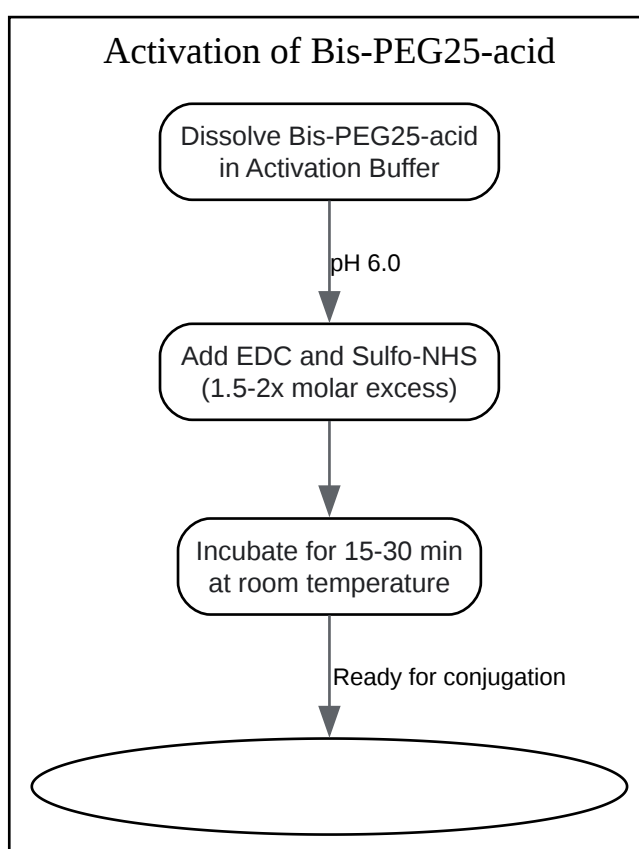 Activation of Bis-PEG25-acid
Dissolve Bis-PEG25-acid
in Activation Buffer
pH 6.0
Add EDC and Sulfo-NHS
(1.5-2x molar excess)
Incubate for 15-30 min
at room temperature
Ready for conjugation